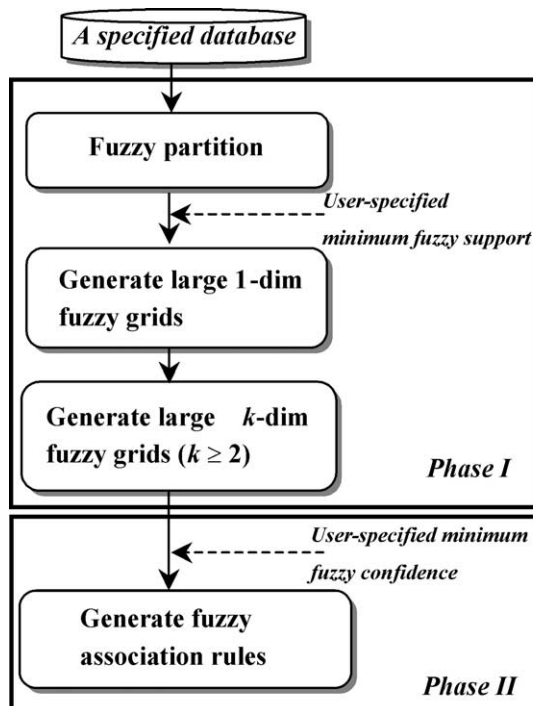 A specified database
Fuzzy partition
User-specified
minimum fuzzy support
Generate large 1-dim
fuzzy grids
Generate large k-dim
fuzzy grids (k ≥ 2)
Phase I
User-specified minimum
fuzzy confidence
Generate fuzzy
association rules
Phase II